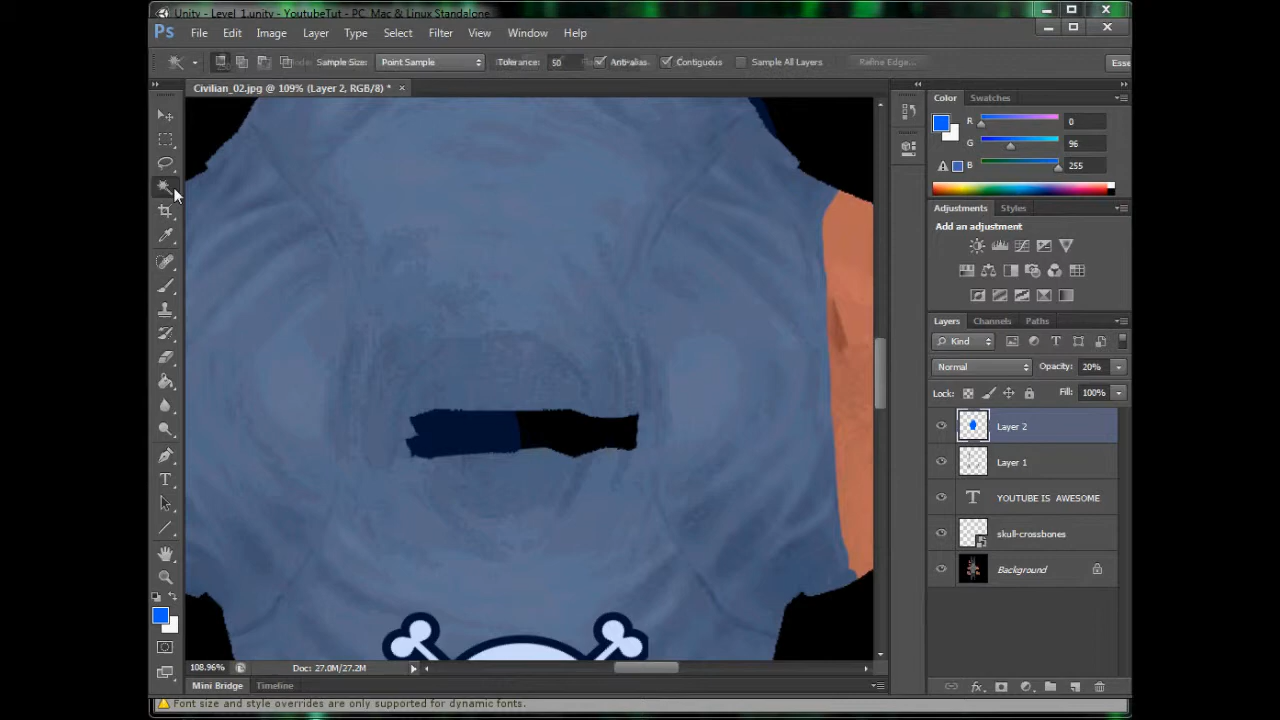 Unity - Level_1.unity - YoutubeTut - PC, Mac & Linux Standalone
Ps File Edit Image Layer Type Select Filter View Window Help
Sample Size: Point Sample Tolerance: 50 Anti-alias Contiguous Sample All Layers Refine Edge... Esse
Civilian_02.jpg @ 109% (Layer 2, RGB/8) * ×
Color Swatches
R 0
G 96
B 255
Adjustments Styles
Add an adjustment
Layers Channels Paths
Kind
Normal Opacity: 20%
Lock: Fill: 100%
Layer 2
Layer 1
T YOUTUBE IS AWESOME
skull-crossbones
Background
108.96% Doc: 27.0M/27.2M
Mini Bridge Timeline
Font size and style overrides are only supported for dynamic fonts.